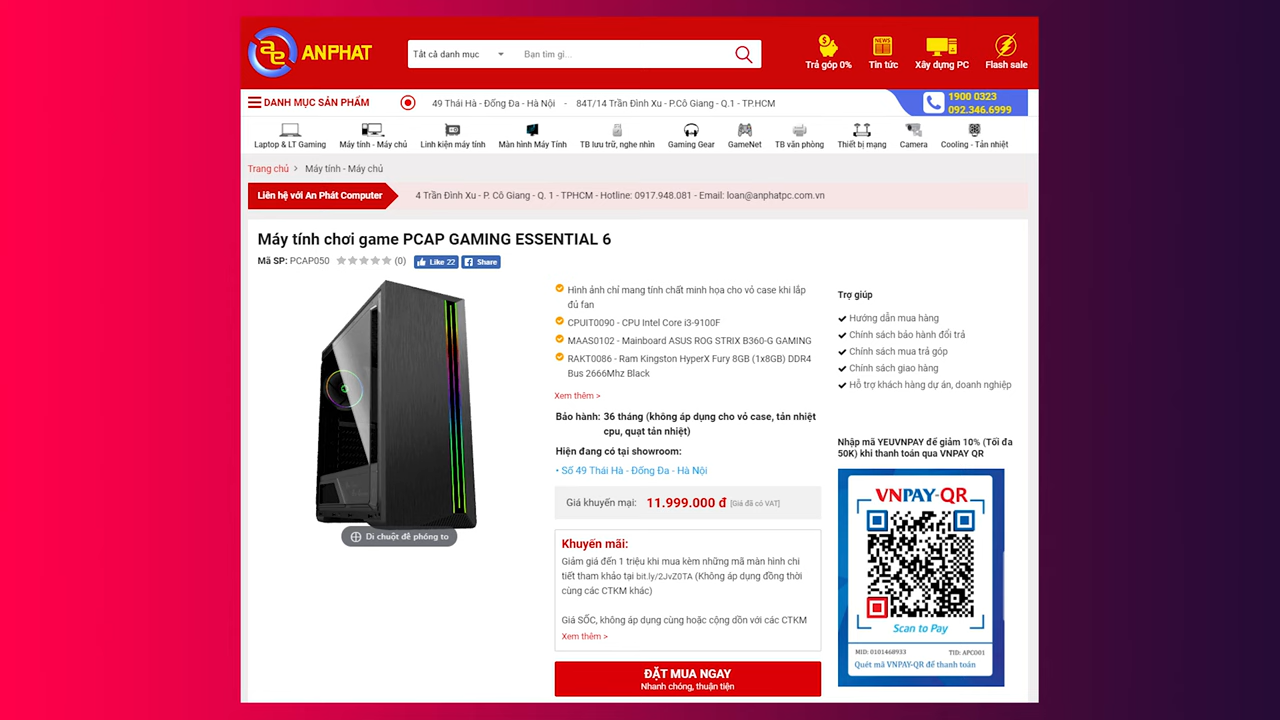 ANPHAT
Tất cả danh mục
Bạn tìm gì...
Trả góp 0%
NEWS
Tin tức
Xây dựng PC
Flash sale
DANH MỤC SẢN PHẨM
49 Thái Hà - Đống Đa - Hà Nội - 84T/14 Trần Đình Xu - P.Cô Giang - Q.1 - TP.HCM
1900 0323
092.346.6999
Laptop & LT Gaming
Máy tính - Máy chủ
Linh kiện máy tính
Màn hình Máy Tính
TB lưu trữ, nghe nhìn
Gaming Gear
GameNet
TB văn phòng
Thiết bị mạng
Camera
Cooling - Tản nhiệt
Trang chủ > Máy tính - Máy chủ
Liên hệ với An Phát Computer
4 Trần Đình Xu - P. Cô Giang - Q. 1 - TPHCM - Hotline: 0917.948.081 - Email: loan@anphatpc.com.vn
Máy tính chơi game PCAP GAMING ESSENTIAL 6
Mã SP: PCAP050 (0) Like 22 Share
Di chuột để phóng to
Hình ảnh chỉ mang tính chất minh họa cho vỏ case khi lắp
đủ fan
CPUIT0090 - CPU Intel Core i3-9100F
MAAS0102 - Mainboard ASUS ROG STRIX B360-G GAMING
RAKT0086 - Ram Kingston HyperX Fury 8GB (1x8GB) DDR4
Bus 2666Mhz Black
Xem thêm >
Bảo hành: 36 tháng (không áp dụng cho vỏ case, tản nhiệt
cpu, quạt tản nhiệt)
Hiện đang có tại showroom:
• Số 49 Thái Hà - Đống Đa - Hà Nội
Giá khuyến mại: 11.999.000 đ [Giá đã có VAT]
Khuyến mãi:
Giảm giá đến 1 triệu khi mua kèm những mã màn hình chi
tiết tham khảo tại bit.ly/2JvZ0TA (Không áp dụng đồng thời
cùng các CTKM khác)
Giá SỐC, không áp dụng cùng hoặc cộng dồn với các CTKM
Xem thêm >
ĐẶT MUA NGAY
Nhanh chóng, thuận tiện
Trợ giúp
Hướng dẫn mua hàng
Chính sách bảo hành đổi trả
Chính sách mua trả góp
Chính sách giao hàng
Hỗ trợ khách hàng dự án, doanh nghiệp
Nhập mã YEUVNPAY để giảm 10% (Tối đa
50K) khi thanh toán qua VNPAY QR
VNPAY-QR
Scan to Pay
MID: 0101468933 TID: APC001
Quét mã VNPAY-QR để thanh toán